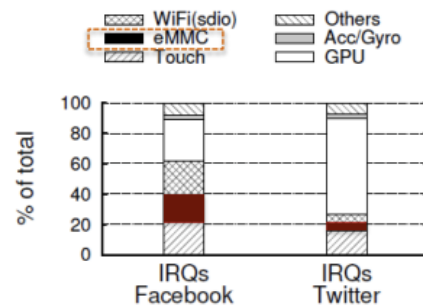 WiFi(sdio)
eMMC
Touch
Others
Acc/Gyro
GPU
% of total
100
80
60
40
20
0
IRQs
Facebook
IRQs
Twitter